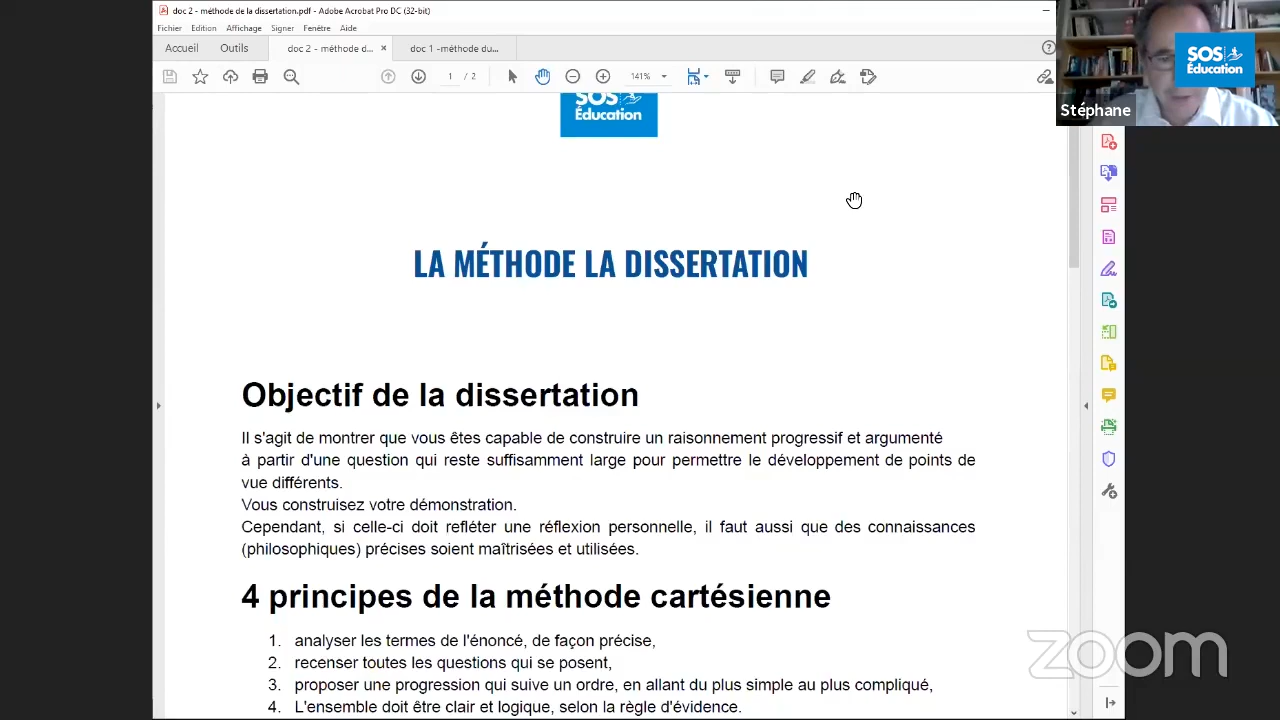 doc 2 - méthode de la dissertation.pdf - Adobe Acrobat Pro DC (32-bit)
Fichier Edition Affichage Signer Fenêtre Aide
Accueil Outils doc 2 - méthode d... × doc 1 -méthode du...
1 / 2 141%
SOS
Éducation
Stéphane
SOS
Éducation
LA MÉTHODE LA DISSERTATION
Objectif de la dissertation
Il s'agit de montrer que vous êtes capable de construire un raisonnement progressif et argumenté
à partir d'une question qui reste suffisamment large pour permettre le développement de points de
vue différents.
Vous construisez votre démonstration.
Cependant, si celle-ci doit refléter une réflexion personnelle, il faut aussi que des connaissances
(philosophiques) précises soient maîtrisées et utilisées.
4 principes de la méthode cartésienne
1. analyser les termes de l'énoncé, de façon précise,
2. recenser toutes les questions qui se posent,
3. proposer une progression qui suive un ordre, en allant du plus simple au plus compliqué,
4. L'ensemble doit être clair et logique, selon la règle d'évidence.
zoom